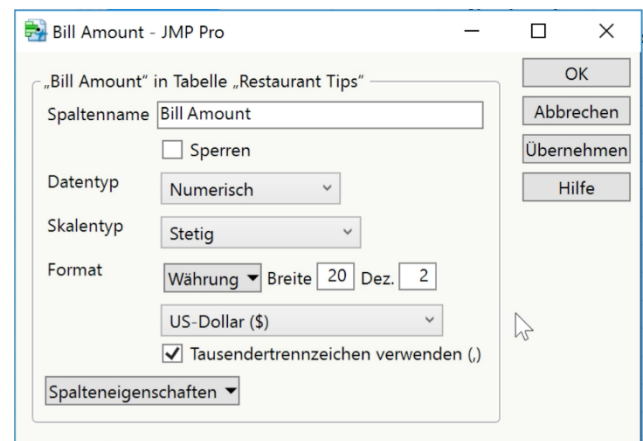 Bill Amount - JMP Pro
„Bill Amount“ in Tabelle „Restaurant Tips“
Spaltenname Bill Amount
Sperren
Datentyp Numerisch
Skalentyp Stetig
Format Währung Breite 20 Dez. 2
US-Dollar ($)
Tausendertrennzeichen verwenden (,)
Spalteneigenschaften
OK
Abbrechen
Übernehmen
Hilfe